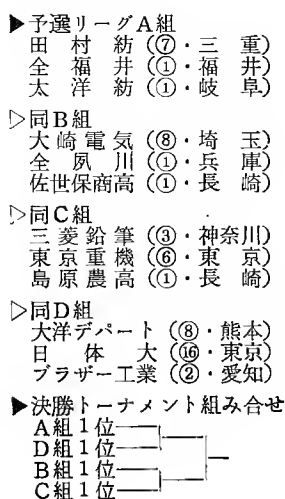 ▶予選リーグA組
田村紡(⑦・三重)
全福井(①・福井)
太洋紡(①・岐阜)
▷同B組
大崎電気(⑧・埼玉)
全夙川(①・兵庫)
佐世保商高(①・長崎)
▷同C組
三菱鉛筆(③・神奈川)
東京重機(⑥・東京)
島原農高(①・長崎)
▷同D組
大洋デパート(⑧・熊本)
日体大(⑯・東京)
ブラザー工業(②・愛知)
▶決勝トーナメント組み合せ
A組1位
D組1位
B組1位
C組1位